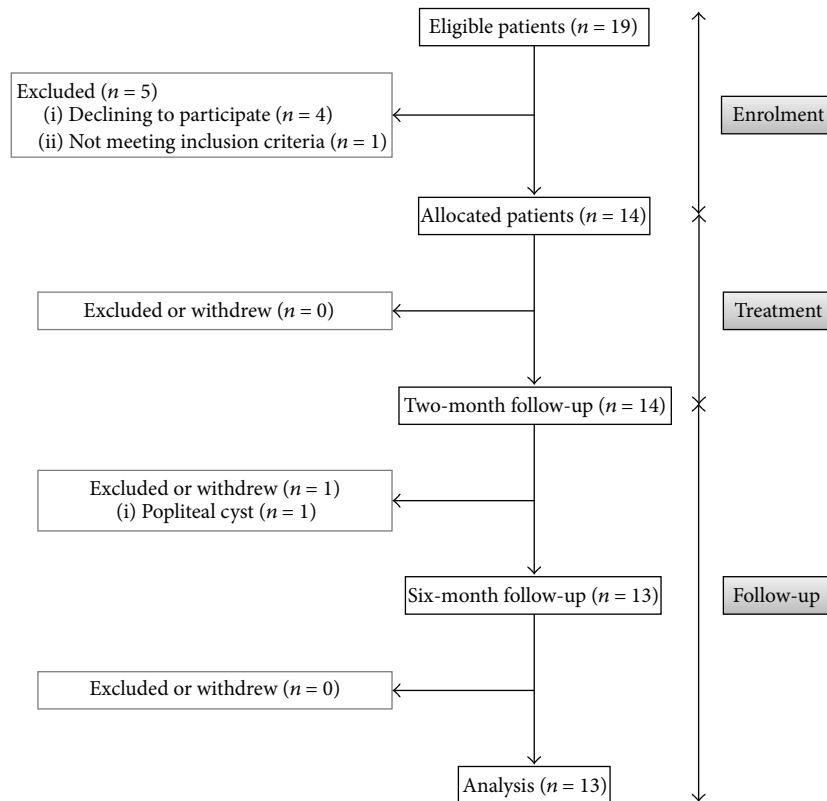 Eligible patients (n = 19)
Excluded (n = 5)
(i) Declining to participate (n = 4)
(ii) Not meeting inclusion criteria (n = 1)
Enrolment
Allocated patients (n = 14)
Excluded or withdrew (n = 0)
Treatment
Two-month follow-up (n = 14)
Excluded or withdrew (n = 1)
(i) Popliteal cyst (n = 1)
Six-month follow-up (n = 13)
Follow-up
Excluded or withdrew (n = 0)
Analysis (n = 13)